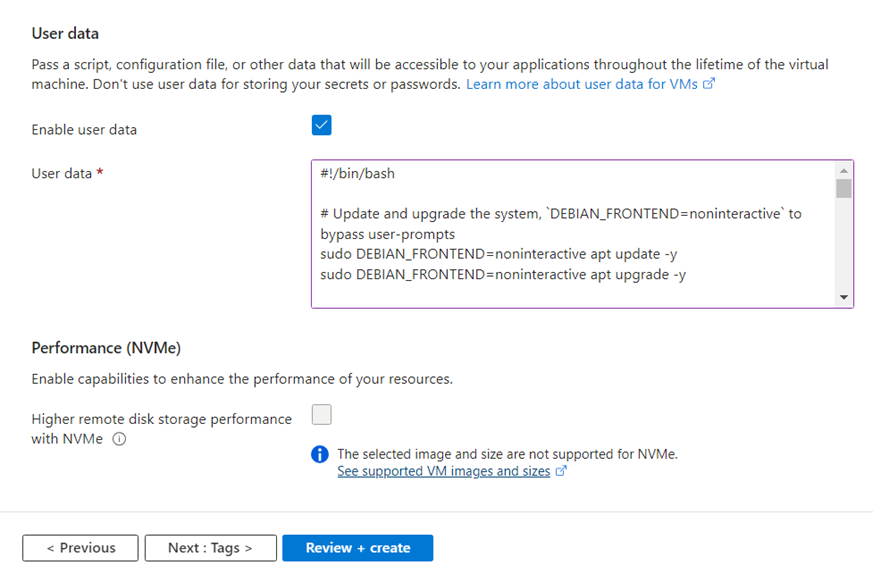 User data
Pass a script, configuration file, or other data that will be accessible to your applications throughout the lifetime of the virtual
machine. Don't use user data for storing your secrets or passwords. Learn more about user data for VMs
Enable user data
User data *
#!/bin/bash
# Update and upgrade the system, `DEBIAN_FRONTEND=noninteractive` to
bypass user-prompts
sudo DEBIAN_FRONTEND=noninteractive apt update -y
sudo DEBIAN_FRONTEND=noninteractive apt upgrade -y
Performance (NVMe)
Enable capabilities to enhance the performance of your resources.
Higher remote disk storage performance
with NVMe
The selected image and size are not supported for NVMe.
See supported VM images and sizes
< Previous
Next : Tags >
Review + create